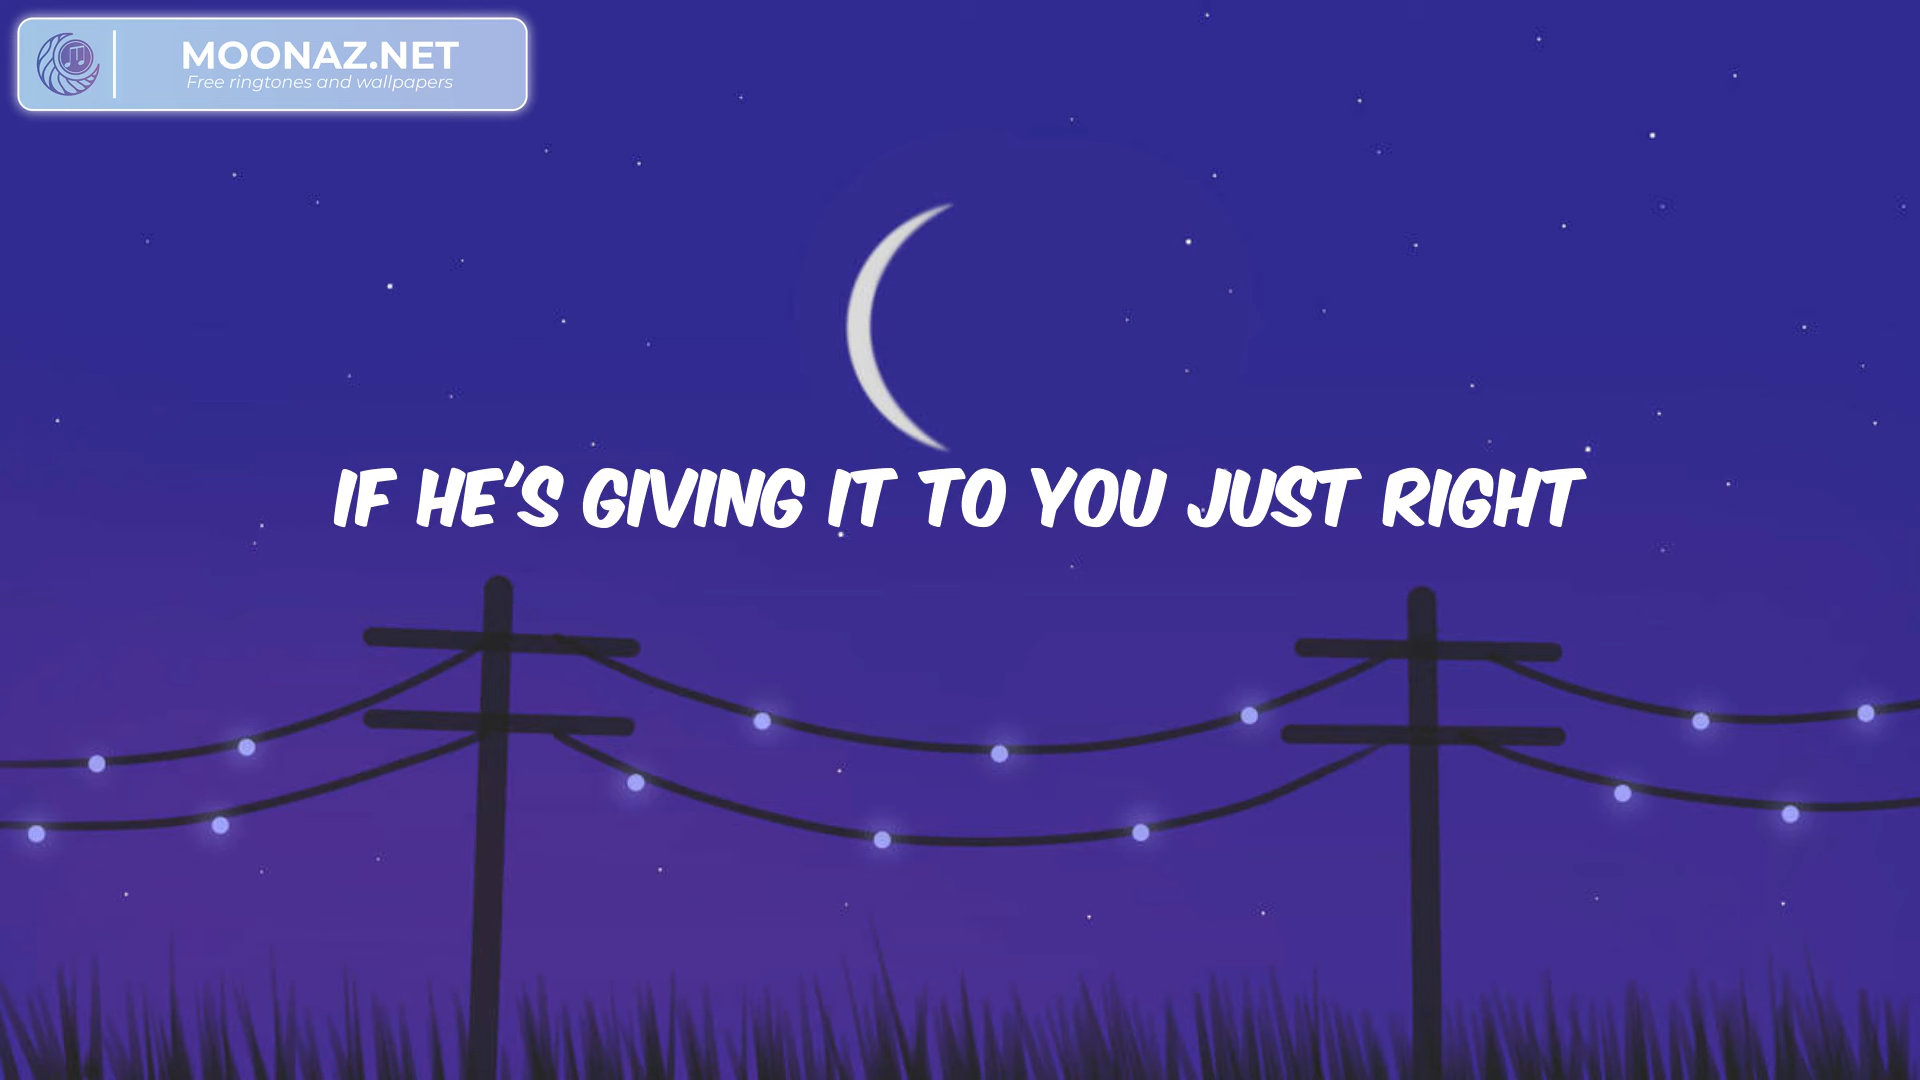 MOONAZ.NET
Free ringtones and wallpapers
IF HE'S GIVING IT TO YOU JUST RIGHT